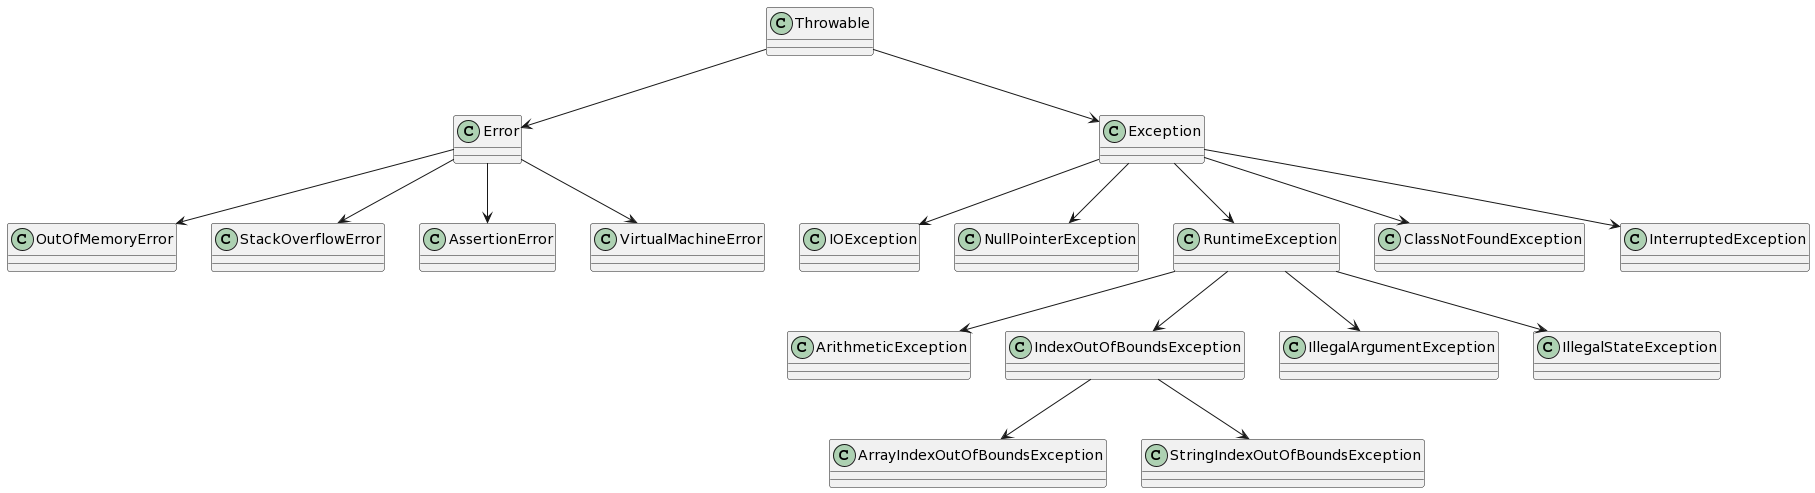 C Throwable
C Error
C Exception
C OutOfMemoryError
C StackOverflowError
C AssertionError
C VirtualMachineError
C IOException
C NullPointerException
C RuntimeException
C ClassNotFoundException
C InterruptedException
C ArithmeticException
C IndexOutOfBoundsException
C IllegalArgumentException
C IllegalStateException
C ArrayIndexOutOfBoundsException
C StringIndexOutOfBoundsException